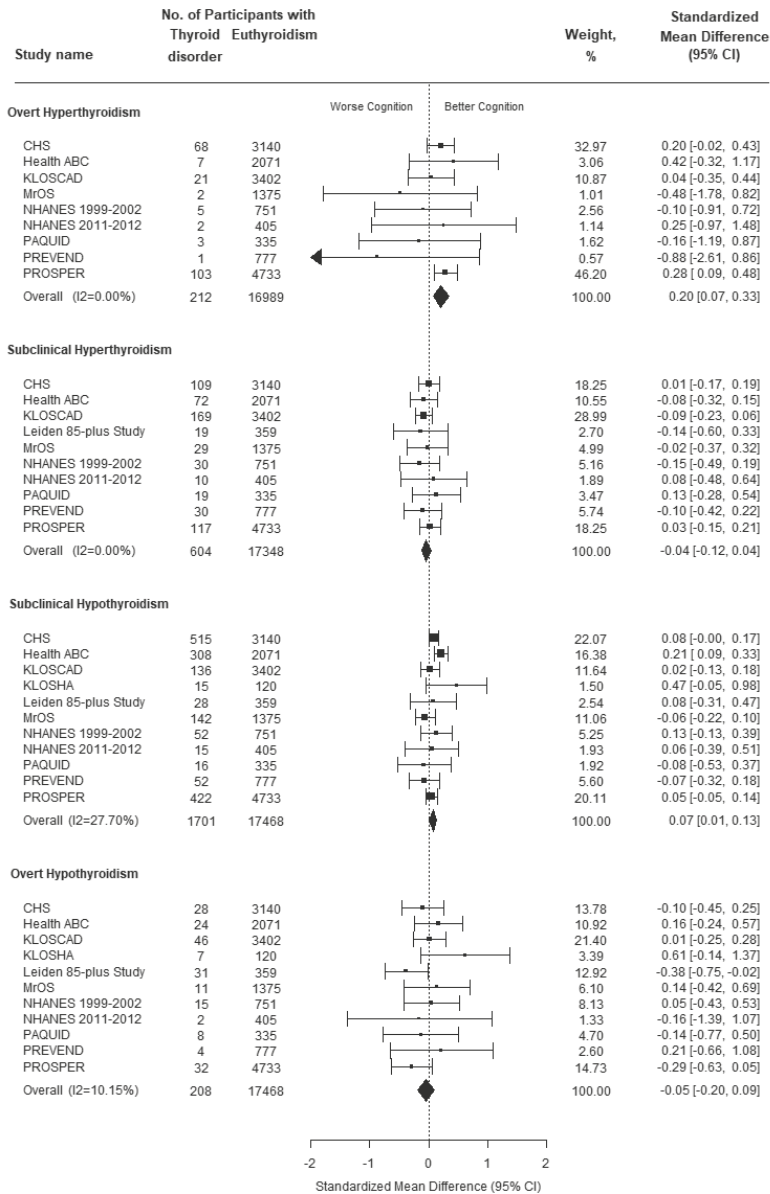 No. of Participants with
Thyroid disorder Euthyroidism
Study name
Weight, %
Standardized Mean Difference (95% CI)
Worse Cognition Better Cognition
Overt Hyperthyroidism
CHS 68 3140 32.97 0.20 [-0.02, 0.43]
Health ABC 7 2071 3.06 0.42 [-0.32, 1.17]
KLOSCAD 21 3402 10.87 0.04 [-0.35, 0.44]
MrOS 2 1375 1.01 -0.48 [-1.78, 0.82]
NHANES 1999-2002 5 751 2.56 -0.10 [-0.91, 0.72]
NHANES 2011-2012 2 405 1.14 0.25 [-0.97, 1.48]
PAQUID 3 335 1.62 -0.16 [-1.19, 0.87]
PREVEND 1 777 0.57 -0.88 [-2.61, 0.86]
PROSPER 103 4733 46.20 0.28 [ 0.09, 0.48]
Overall (I2=0.00%) 212 16989 100.00 0.20 [0.07, 0.33]
Subclinical Hyperthyroidism
CHS 109 3140 18.25 0.01 [-0.17, 0.19]
Health ABC 72 2071 10.55 -0.08 [-0.32, 0.15]
KLOSCAD 169 3402 28.99 -0.09 [-0.23, 0.06]
Leiden 85-plus Study 19 359 2.70 -0.14 [-0.60, 0.33]
MrOS 29 1375 4.99 -0.02 [-0.37, 0.32]
NHANES 1999-2002 30 751 5.16 -0.15 [-0.49, 0.19]
NHANES 2011-2012 10 405 1.89 0.08 [-0.48, 0.64]
PAQUID 19 335 3.47 0.13 [-0.28, 0.54]
PREVEND 30 777 5.74 -0.10 [-0.42, 0.22]
PROSPER 117 4733 18.25 0.03 [-0.15, 0.21]
Overall (I2=0.00%) 604 17348 100.00 -0.04 [-0.12, 0.04]
Subclinical Hypothyroidism
CHS 515 3140 22.07 0.08 [-0.00, 0.17]
Health ABC 308 2071 16.38 0.21 [ 0.09, 0.33]
KLOSCAD 136 3402 11.64 0.02 [-0.13, 0.18]
KLOSHA 15 120 1.50 0.47 [-0.05, 0.98]
Leiden 85-plus Study 28 359 2.54 0.08 [-0.31, 0.47]
MrOS 142 1375 11.06 -0.06 [-0.22, 0.10]
NHANES 1999-2002 52 751 5.25 0.13 [-0.13, 0.39]
NHANES 2011-2012 15 405 1.93 0.06 [-0.39, 0.51]
PAQUID 16 335 1.92 -0.08 [-0.53, 0.37]
PREVEND 52 777 5.60 -0.07 [-0.32, 0.18]
PROSPER 422 4733 20.11 0.05 [-0.05, 0.14]
Overall (I2=27.70%) 1701 17468 100.00 0.07 [0.01, 0.13]
Overt Hypothyroidism
CHS 28 3140 13.78 -0.10 [-0.45, 0.25]
Health ABC 24 2071 10.92 0.16 [-0.24, 0.57]
KLOSCAD 46 3402 21.40 0.01 [-0.25, 0.28]
KLOSHA 7 120 3.39 0.61 [-0.14, 1.37]
Leiden 85-plus Study 31 359 12.92 -0.38 [-0.75, -0.02]
MrOS 11 1375 6.10 0.14 [-0.42, 0.69]
NHANES 1999-2002 15 751 8.13 0.05 [-0.43, 0.53]
NHANES 2011-2012 2 405 1.33 -0.16 [-1.39, 1.07]
PAQUID 8 335 4.70 -0.14 [-0.77, 0.50]
PREVEND 4 777 2.60 0.21 [-0.66, 1.08]
PROSPER 32 4733 14.73 -0.29 [-0.63, 0.05]
Overall (I2=10.15%) 208 17468 100.00 -0.05 [-0.20, 0.09]
-2 -1 0 1 2
Standardized Mean Difference (95% CI)